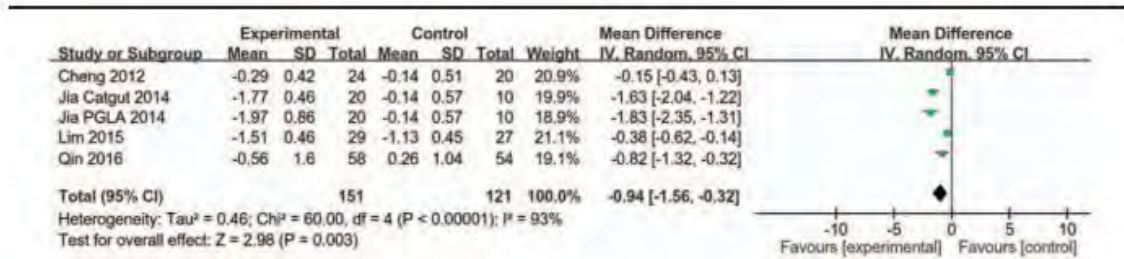 Experimental Control Mean Difference Mean Difference
Study or Subgroup Mean SD Total Mean SD Total Weight IV, Random, 95% CI IV, Random, 95% CI
Cheng 2012 -0.29 0.42 24 -0.14 0.51 20 20.9% -0.15 [-0.43, 0.13]
Jia Catgut 2014 -1.77 0.46 20 -0.14 0.57 10 19.9% -1.63 [-2.04, -1.22]
Jia PGLA 2014 -1.97 0.86 20 -0.14 0.57 10 18.9% -1.83 [-2.35, -1.31]
Lim 2015 -1.51 0.46 29 -1.13 0.45 27 21.1% -0.38 [-0.62, -0.14]
Qin 2016 -0.56 1.6 58 0.26 1.04 54 19.1% -0.82 [-1.32, -0.32]
Total (95% CI) 151 121 100.0% -0.94 [-1.56, -0.32]
Heterogeneity: Tau² = 0.46; Chi² = 60.00, df = 4 (P < 0.00001); I² = 93%
Test for overall effect: Z = 2.98 (P = 0.003)
-10 -5 0 5 10
Favours [experimental] Favours [control]